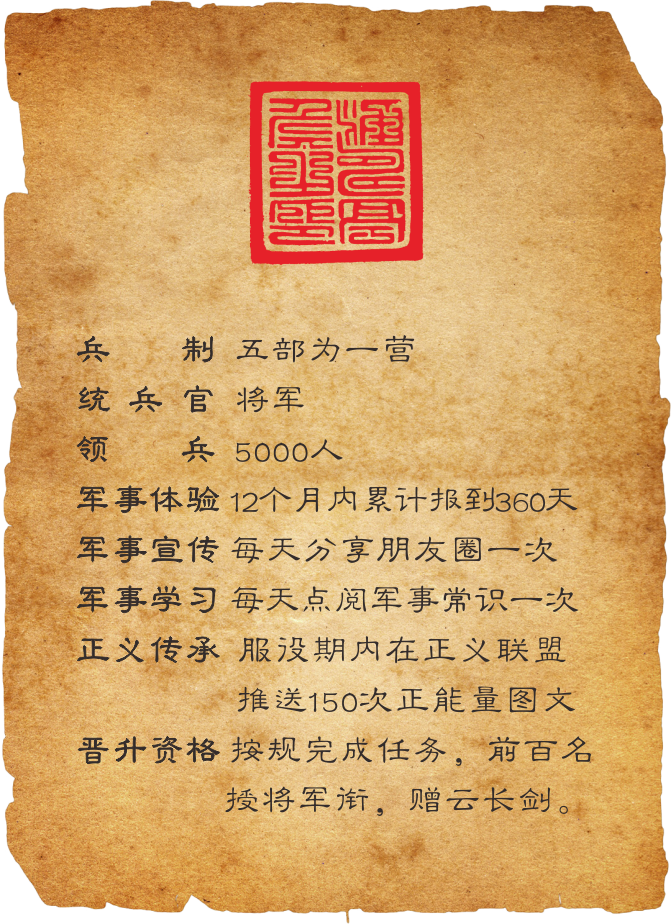 兵制 五部为一营
统兵官 将军
领兵 5000人
军事体验 12个月内累计报到360天
军事宣传 每天分享朋友圈一次
军事学习 每天点阅军事常识一次
正义传承 服役期内在正义联盟
推送150次正能量图文
晋升资格 按规完成任务，前百名
授将军衔，赠云长剑。